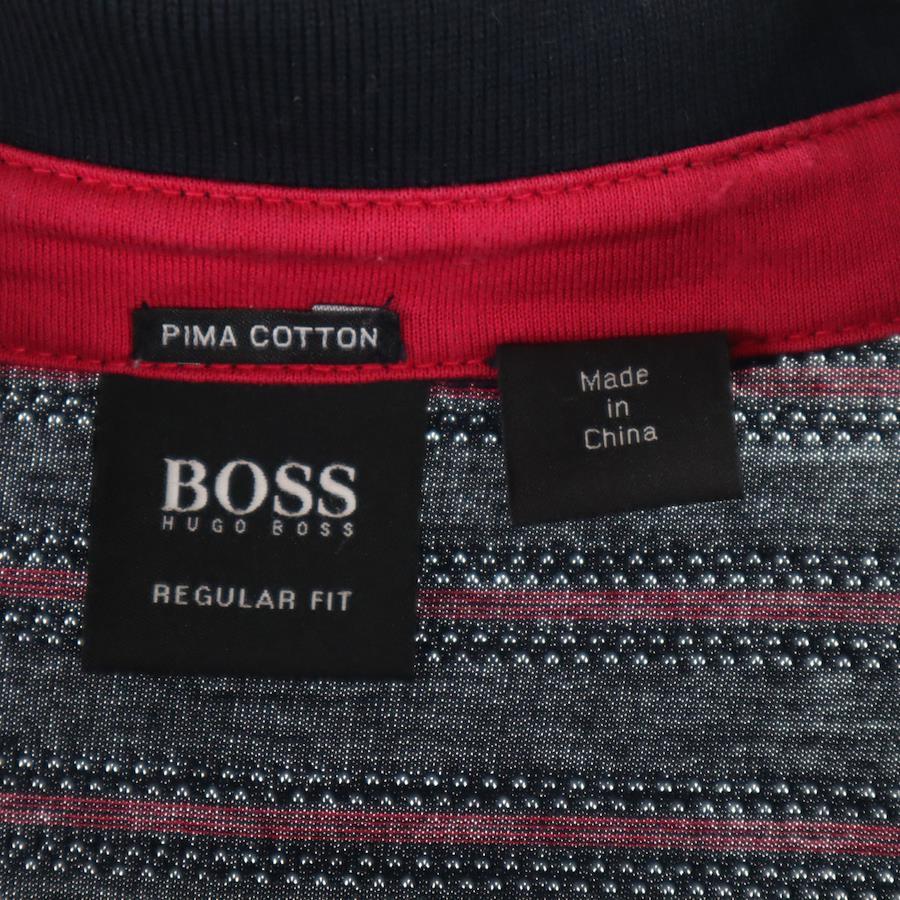 PIMA COTTON
BOSS
HUGO BOSS
REGULAR FIT
Made
in
China